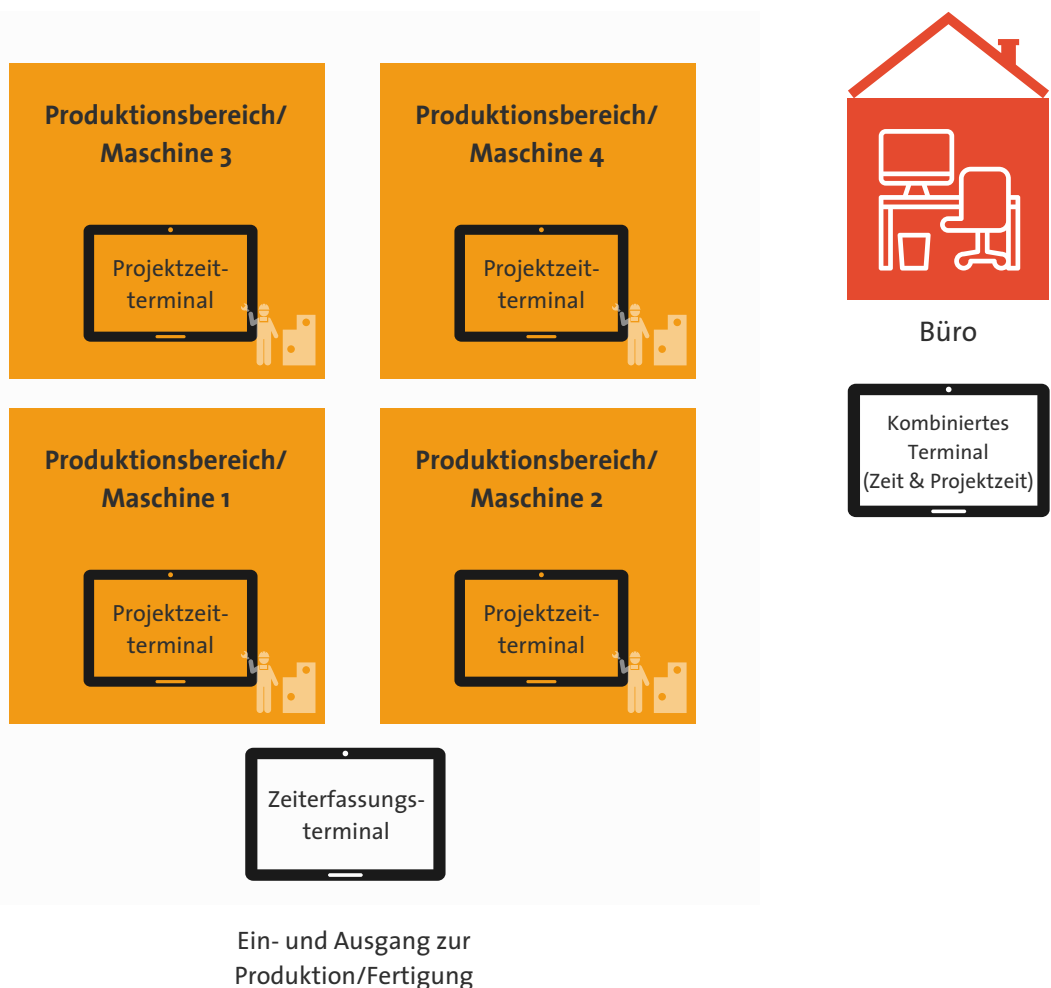 Produktionsbereich/
Maschine 3
Projektzeit-
terminal
Produktionsbereich/
Maschine 4
Projektzeit-
terminal
Büro
Kombiniertes
Terminal
(Zeit & Projektzeit)
Produktionsbereich/
Maschine 1
Projektzeit-
terminal
Produktionsbereich/
Maschine 2
Projektzeit-
terminal
Zeiterfassungs-
terminal
Ein- und Ausgang zur
Produktion/Fertigung